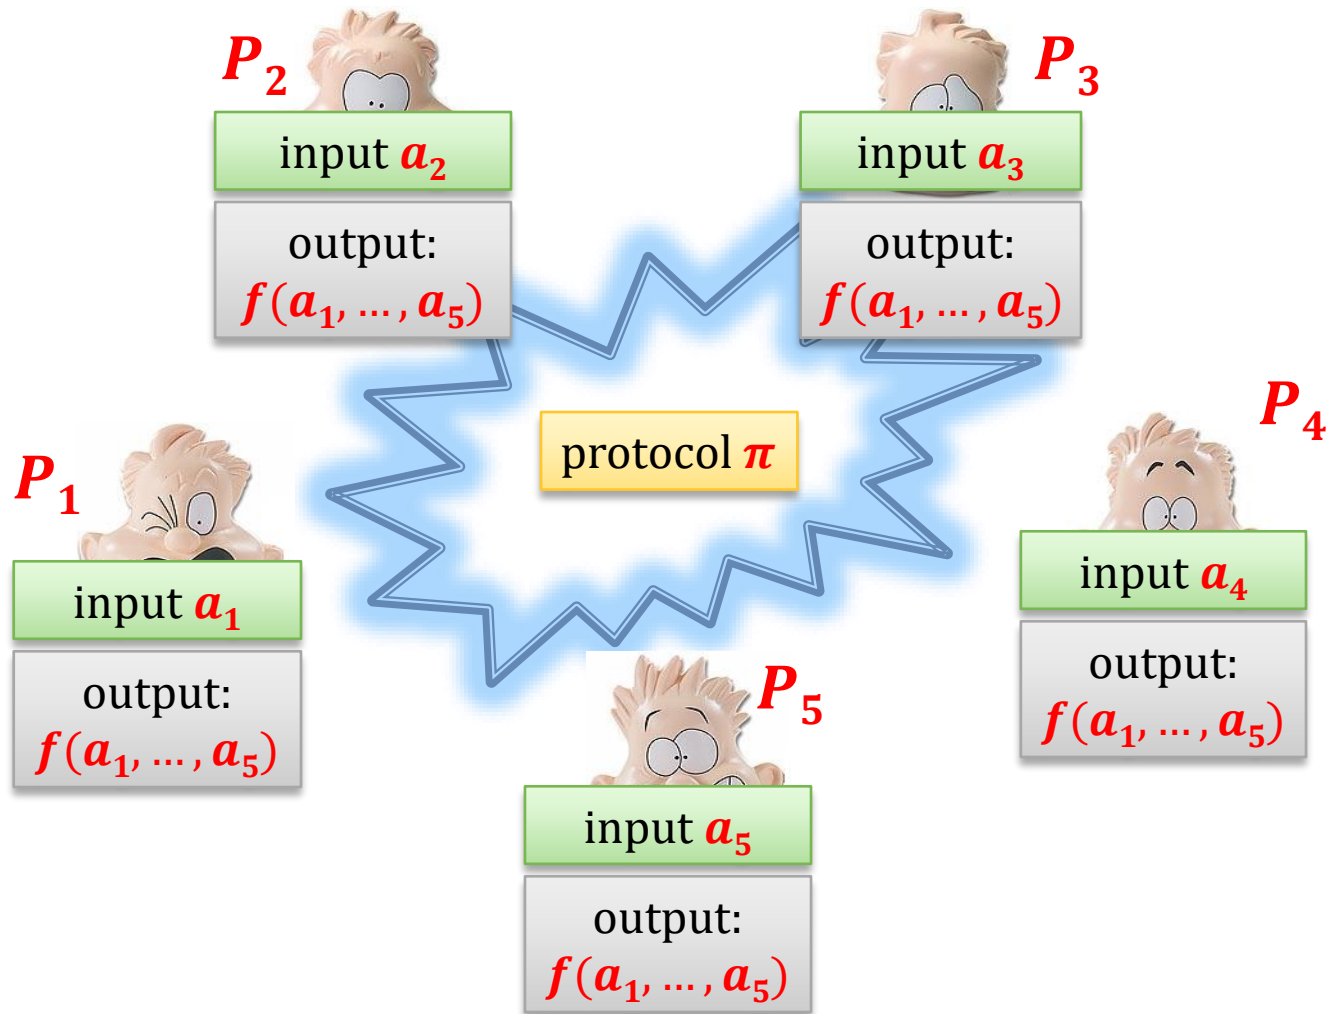 P₂
input a₂
output:
f(a₁, … , a₅)
P₃
input a₃
output:
f(a₁, … , a₅)
protocol π
P₁
input a₁
output:
f(a₁, … , a₅)
P₄
input a₄
output:
f(a₁, … , a₅)
P₅
input a₅
output:
f(a₁, … , a₅)